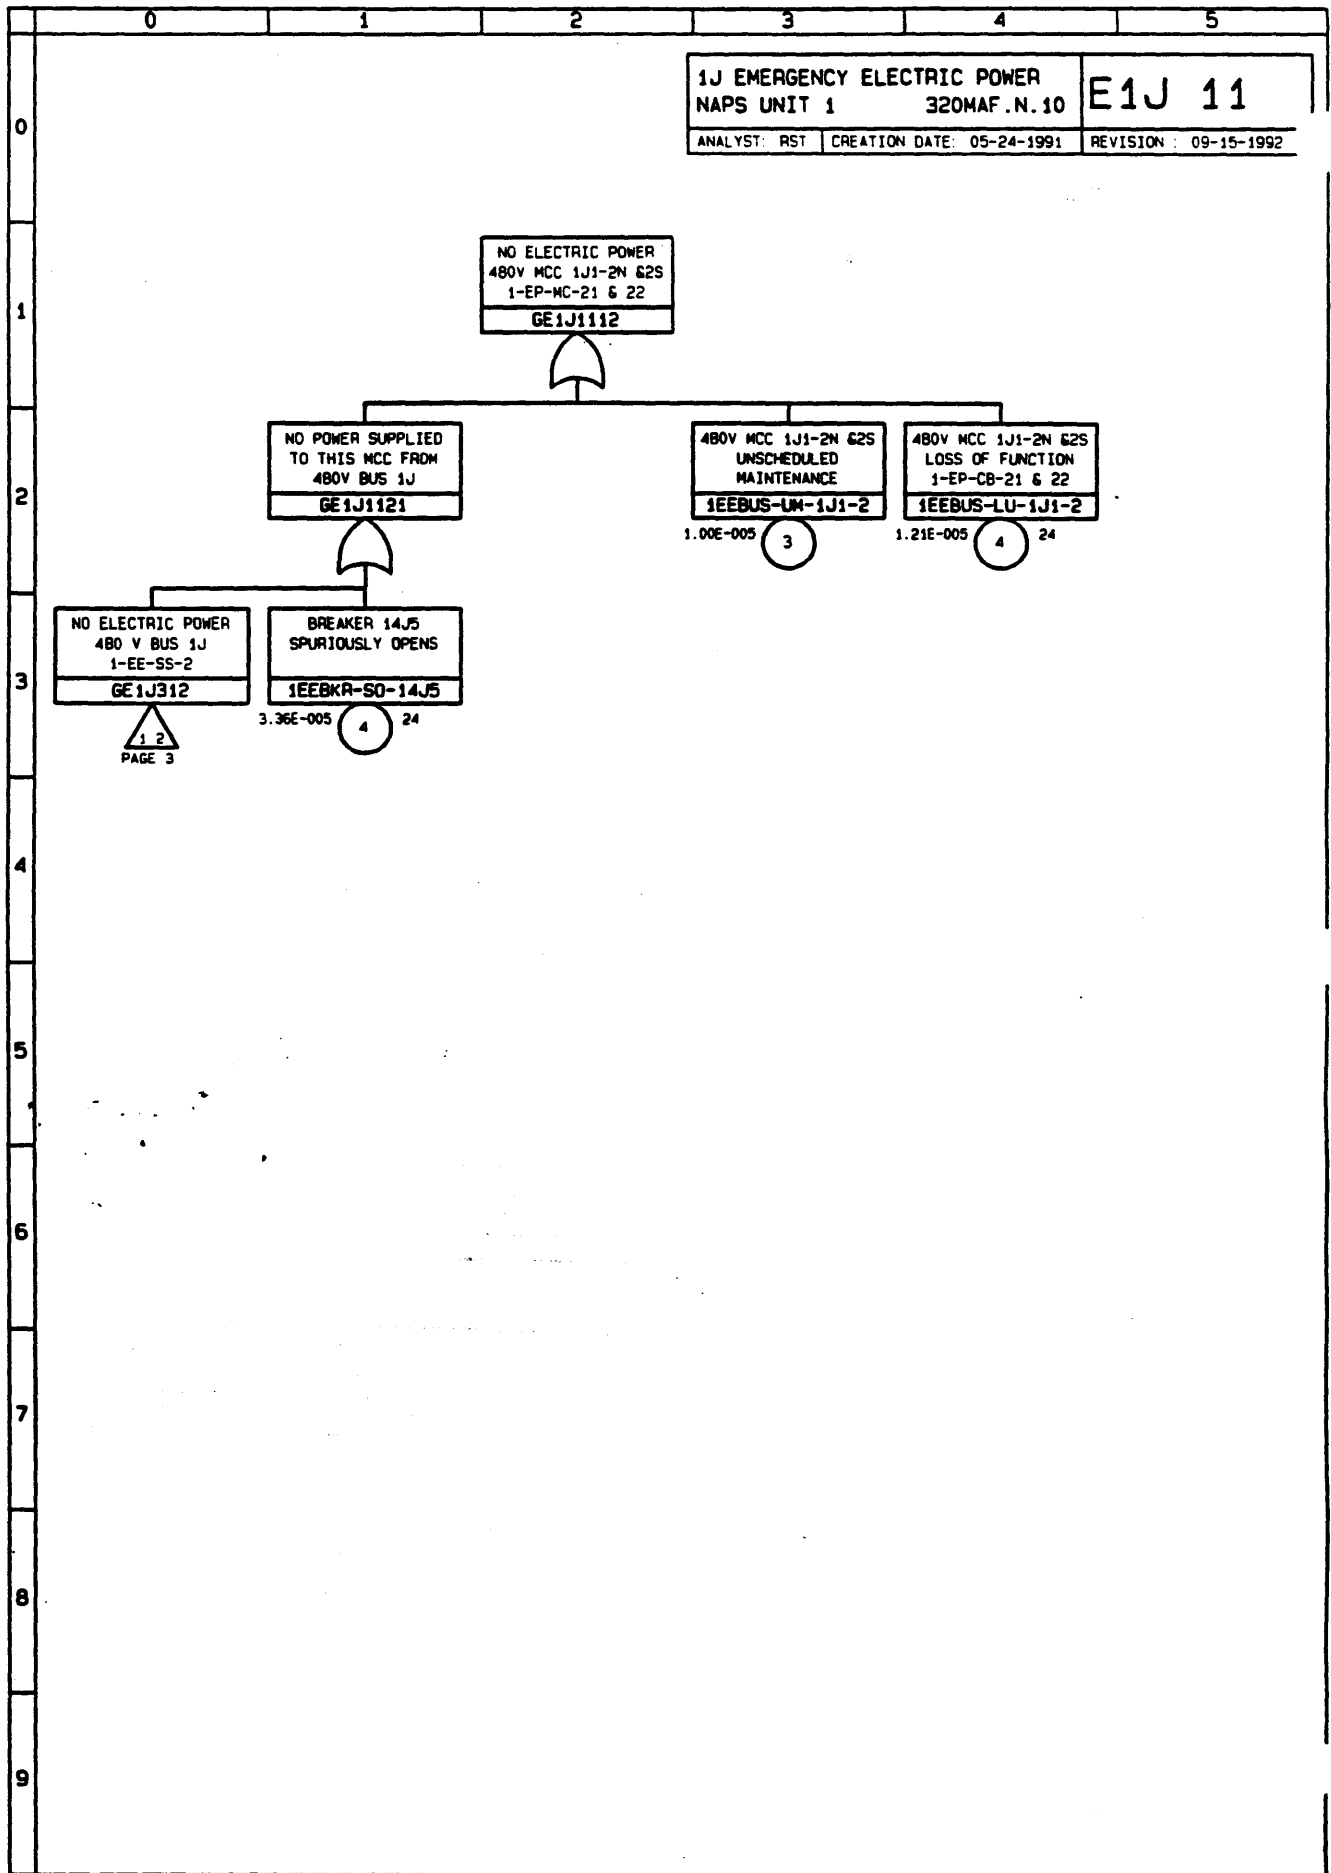 0 1 2 3 4 5
1J EMERGENCY ELECTRIC POWER
NAPS UNIT 1 320MAF.N.10
E1J 11
ANALYST: RST CREATION DATE: 05-24-1991 REVISION : 09-15-1992
0
NO ELECTRIC POWER
480V MCC 1J1-2N &2S
1-EP-MC-21 & 22
GE1J1112
1
NO POWER SUPPLIED
TO THIS MCC FROM
480V BUS 1J
GE1J1121
480V MCC 1J1-2N &2S
UNSCHEDULED
MAINTENANCE
1EEBUS-UM-1J1-2
1.00E-005 3
480V MCC 1J1-2N &2S
LOSS OF FUNCTION
1-EP-CB-21 & 22
1EEBUS-LU-1J1-2
1.21E-005 4 24
2
NO ELECTRIC POWER
480 V BUS 1J
1-EE-SS-2
GE1J312
1 2
PAGE 3
BREAKER 14J5
SPURIOUSLY OPENS
1EEBKR-SO-14J5
3.36E-005 4 24
3
4
5
6
7
8
9